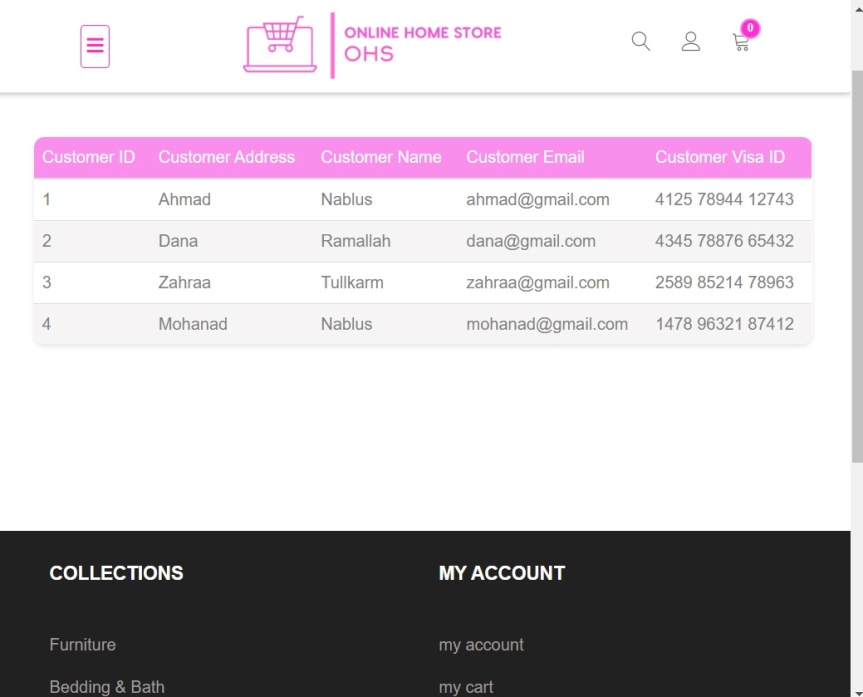 ONLINE HOME STORE
OHS
0
Customer ID Customer Address Customer Name Customer Email Customer Visa ID
1 Ahmad Nablus ahmad@gmail.com 4125 78944 12743
2 Dana Ramallah dana@gmail.com 4345 78876 65432
3 Zahraa Tullkarm zahraa@gmail.com 2589 85214 78963
4 Mohanad Nablus mohanad@gmail.com 1478 96321 87412
COLLECTIONS MY ACCOUNT
Furniture my account
Bedding & Bath my cart